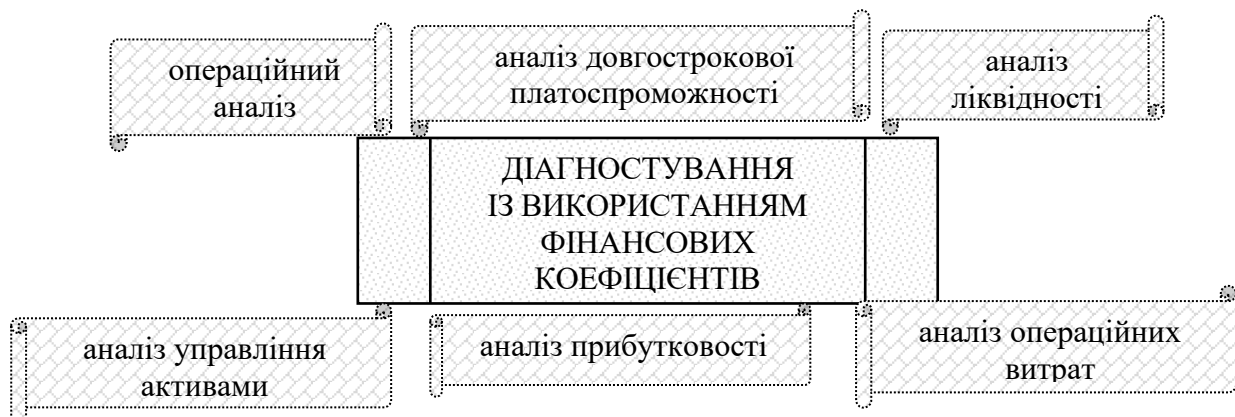 операційний
аналіз
аналіз довгострокової
платоспроможності
аналіз
ліквідності
ДІАГНОСТУВАННЯ
ІЗ ВИКОРИСТАННЯМ
ФІНАНСОВИХ
КОЕФІЦІЄНТІВ
аналіз управління
активами
аналіз прибутковості
аналіз операційних
витрат